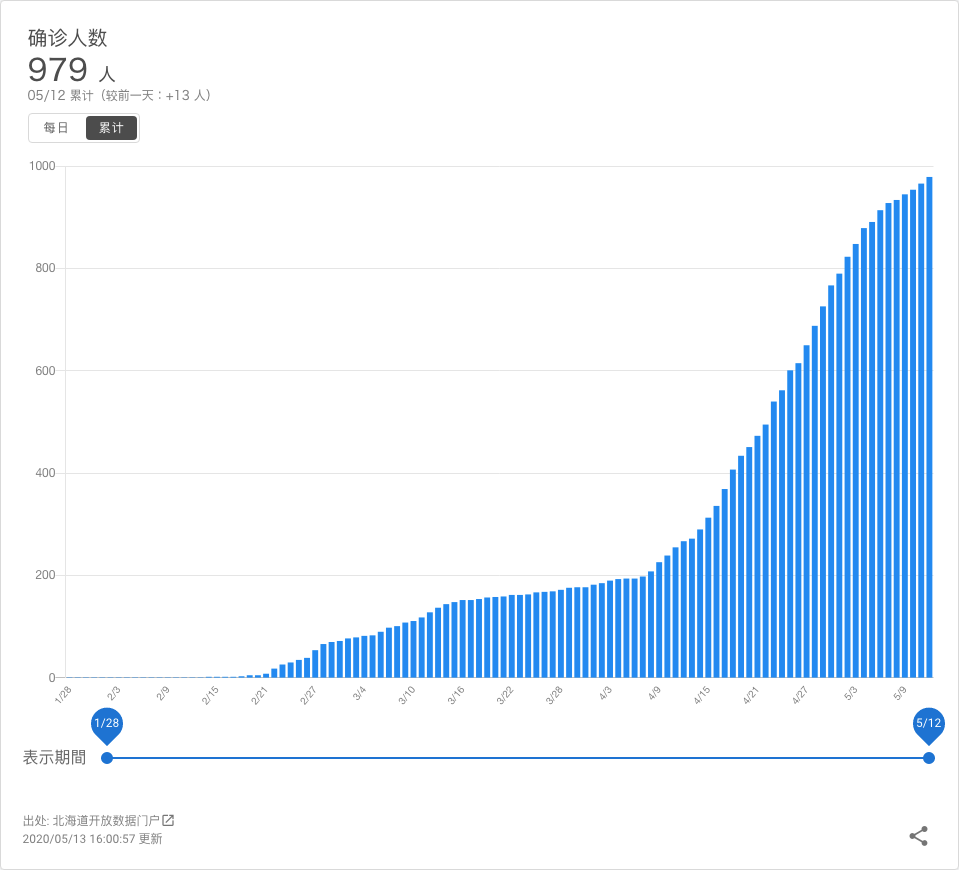 确诊人数
979 人
05/12 累计（较前一天：+13 人）
每日 累计
1000
800
600
400
200
0
1/28 2/3 2/9 2/15 2/21 2/27 3/4 3/10 3/16 3/22 3/28 4/3 4/9 4/15 4/21 4/27 5/3 5/9
1/28 5/12
表示期間
出处: 北海道开放数据门户
2020/05/13 16:00:57 更新